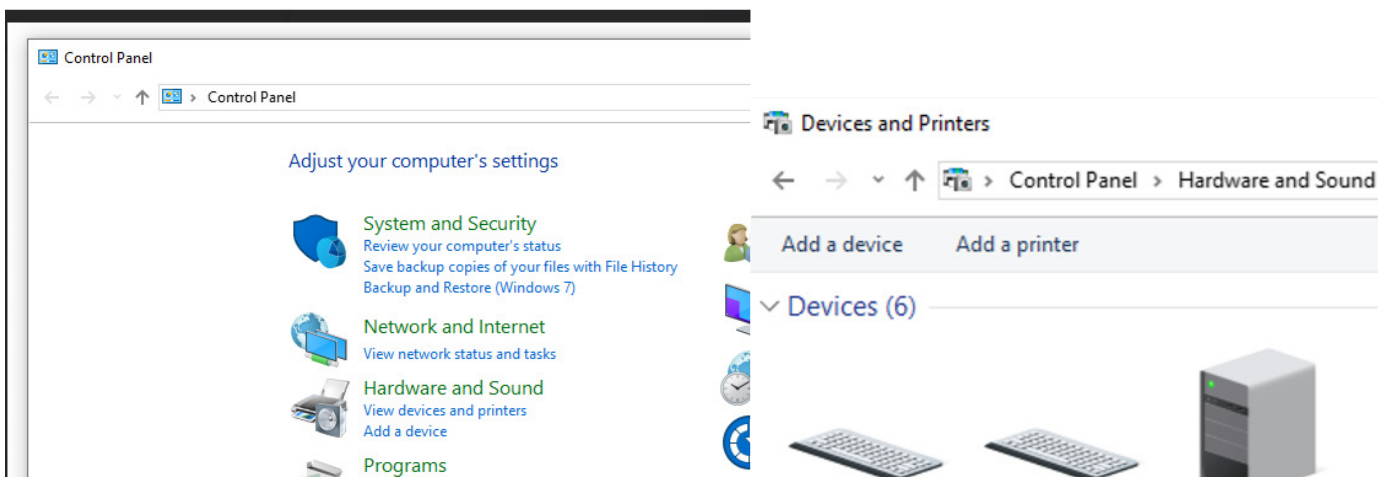 Control Panel
Control Panel
Adjust your computer's settings
System and Security
Review your computer's status
Save backup copies of your files with File History
Backup and Restore (Windows 7)
Network and Internet
View network status and tasks
Hardware and Sound
View devices and printers
Add a device
Programs
Devices and Printers
Control Panel > Hardware and Sound
Add a device Add a printer
Devices (6)